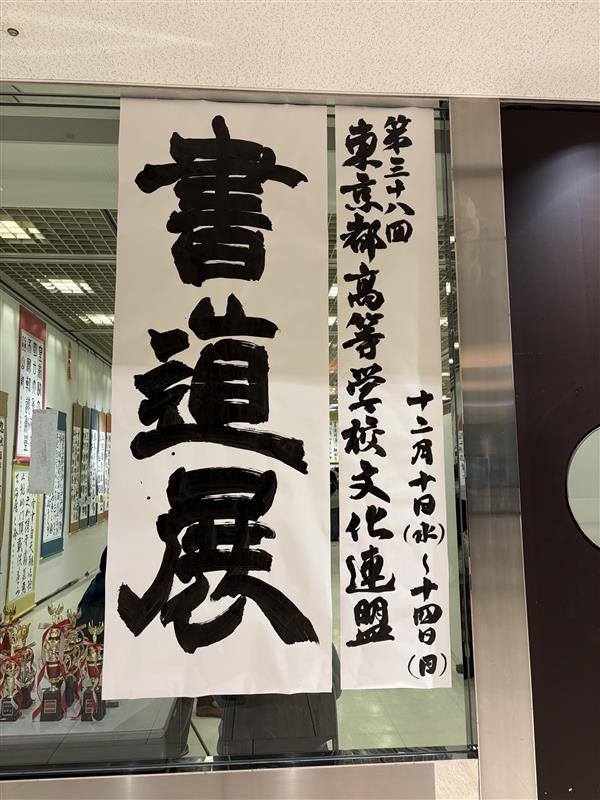 第三十八回
東京都高等学校文化連盟
書道展
十二月十日(水)~十四日(日)